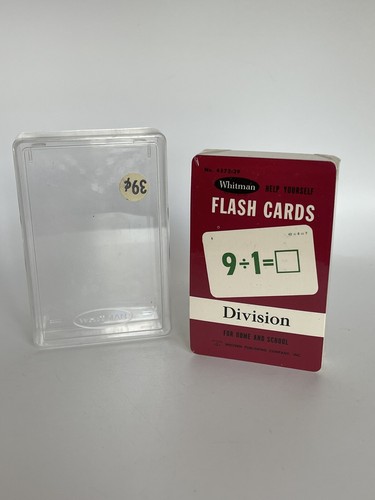 39¢
Whitman
HELP YOURSELF
FLASH CARDS
9÷1=
Division
FOR HOME AND SCHOOL